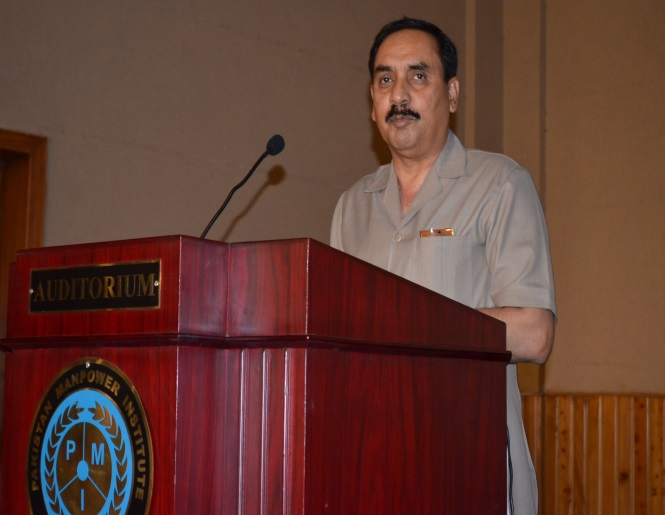 AUDITORIUM
PAKISTAN MANPOWER INSTITUTE
P M
I